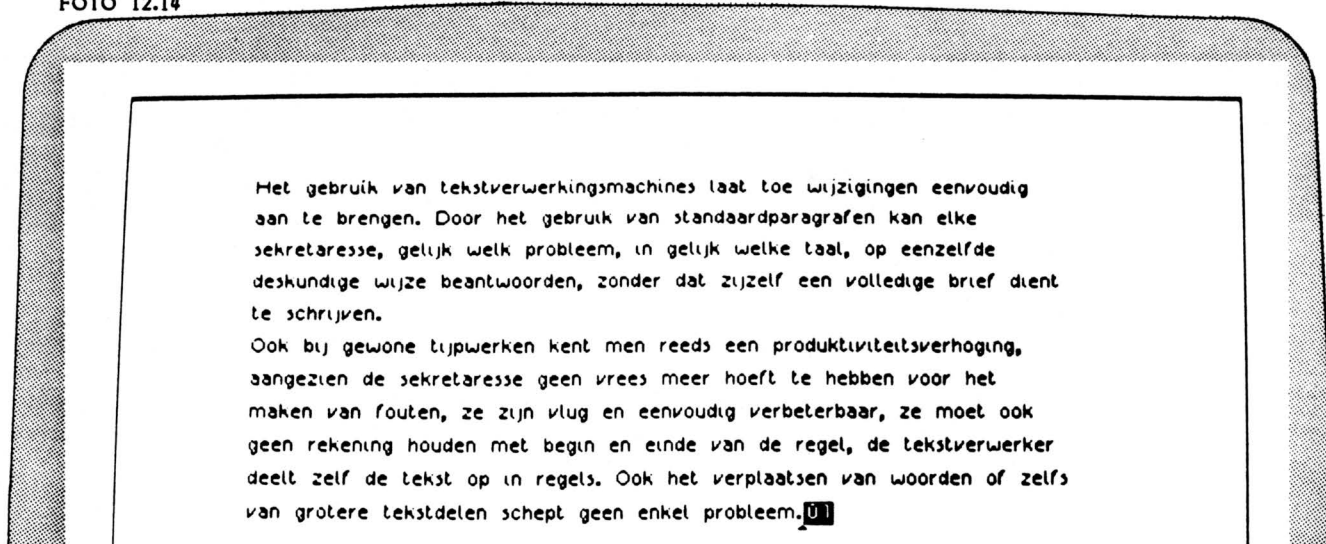 FOTO 12.14
Het gebruik van tekstverwerkingsmachines laat toe wijzigingen eenvoudig
aan te brengen. Door het gebruik van standaardparagrafen kan elke
sekretaresse, gelijk welk probleem, in gelijk welke taal, op eenzelfde
deskundige wijze beantwoorden, zonder dat zijzelf een volledige brief dient
te schrijven.
Ook bij gewone tijpwerken kent men reeds een produktiviteitsverhoging,
aangezien de sekretaresse geen vrees meer hoeft te hebben voor het
maken van fouten, ze zijn vlug en eenvoudig verbeterbaar, ze moet ook
geen rekening houden met begin en einde van de regel, de tekstverwerker
deelt zelf de tekst op in regels. Ook het verplaatsen van woorden of zelfs
van grotere tekstdelen schept geen enkel probleem.